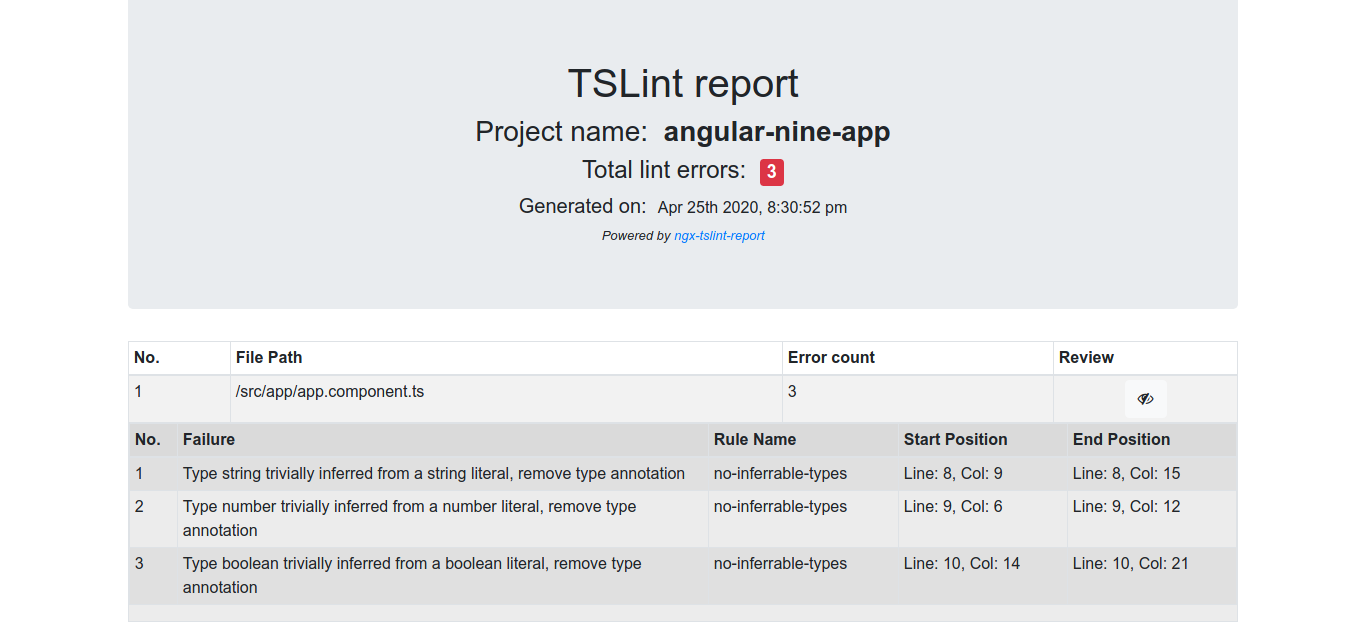 TSLint report
Project name: angular-nine-app
Total lint errors: 3
Generated on: Apr 25th 2020, 8:30:52 pm
Powered by ngx-tslint-report
No. File Path Error count Review
1 /src/app/app.component.ts 3
No. Failure Rule Name Start Position End Position
1 Type string trivially inferred from a string literal, remove type annotation no-inferrable-types Line: 8, Col: 9 Line: 8, Col: 15
2 Type number trivially inferred from a number literal, remove type no-inferrable-types Line: 9, Col: 6 Line: 9, Col: 12
annotation
3 Type boolean trivially inferred from a boolean literal, remove type no-inferrable-types Line: 10, Col: 14 Line: 10, Col: 21
annotation